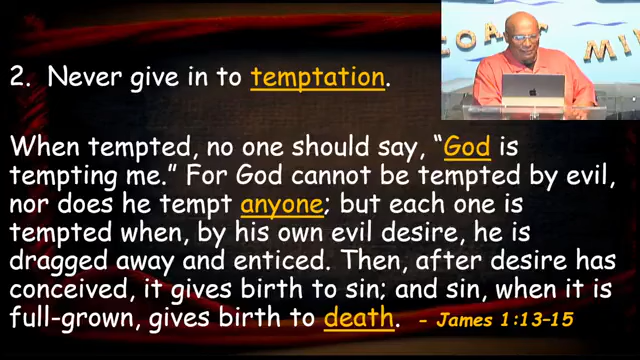 COA MI
2. Never give in to temptation.
When tempted, no one should say, “God is
tempting me.” For God cannot be tempted by evil,
nor does he tempt anyone; but each one is
tempted when, by his own evil desire, he is
dragged away and enticed. Then, after desire has
conceived, it gives birth to sin; and sin, when it is
full-grown, gives birth to death. - James 1:13-15